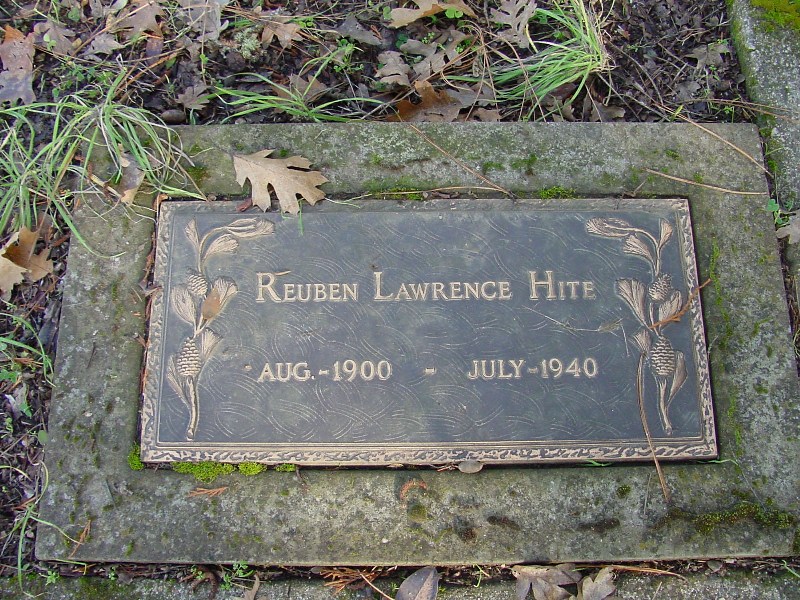 Reuben Lawrence Hite
AUG.-1900 - JULY-1940